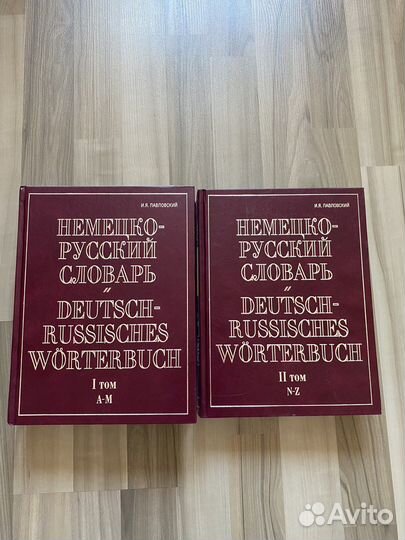 И.Я. ПАВЛОВСКИЙ
НЕМЕЦКО-
РУССКИЙ
СЛОВАРЬ
DEUTSCH-
RUSSISCHES
WÖRTERBUCH
I ТОМ
A-M
И.Я. ПАВЛОВСКИЙ
НЕМЕЦКО-
РУССКИЙ
СЛОВАРЬ
DEUTSCH-
RUSSISCHES
WÖRTERBUCH
II ТОМ
N-Z
Avito